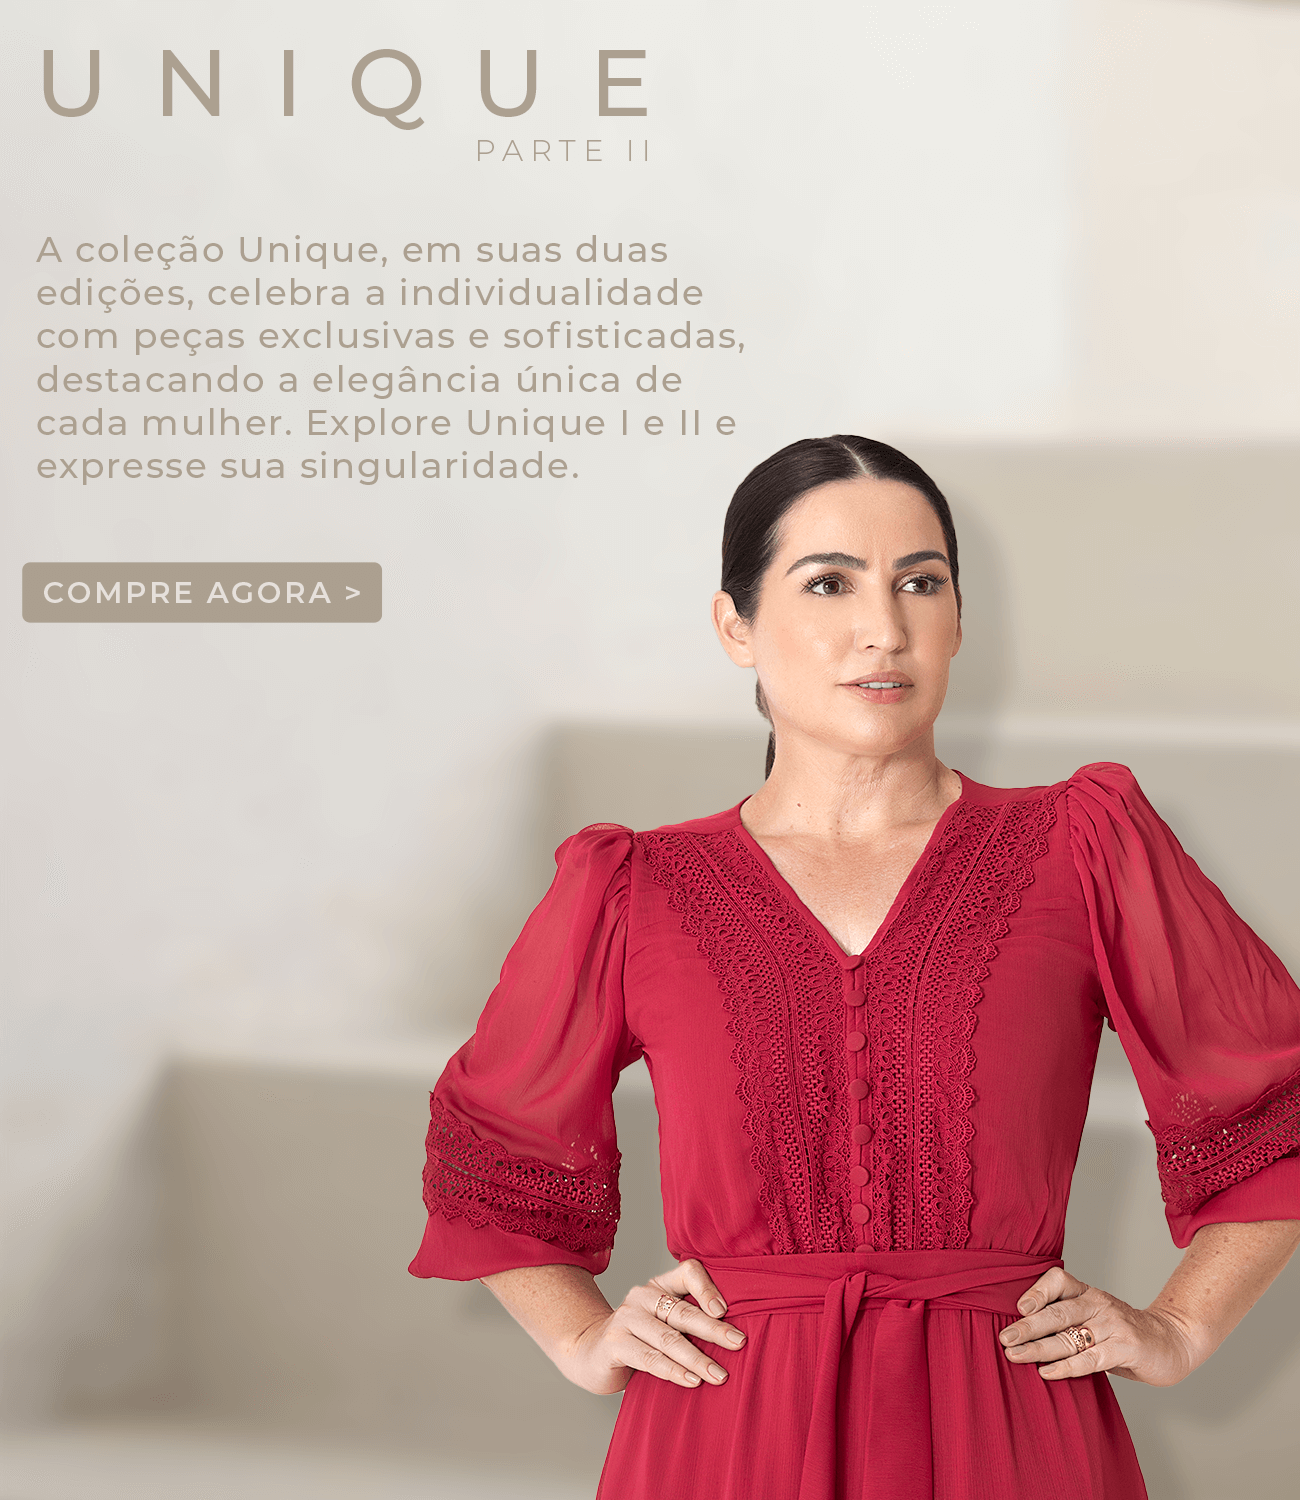 UNIQUE
PARTE II
A coleção Unique, em suas duas
edições, celebra a individualidade
com peças exclusivas e sofisticadas,
destacando a elegância única de
cada mulher. Explore Unique I e II e
expresse sua singularidade.
COMPRE AGORA >